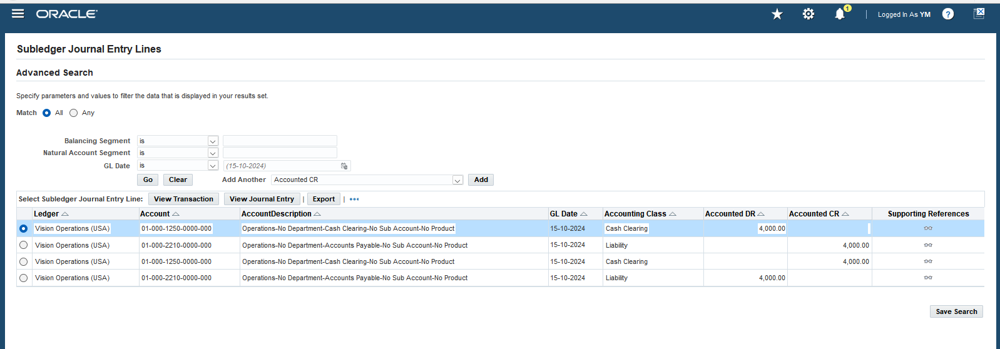 ORACLE
1
Logged In As YM
?
Subledger Journal Entry Lines
Advanced Search
Specify parameters and values to filter the data that is displayed in your results set.
Match All Any
Balancing Segment is
Natural Account Segment is
GL Date is (15-10-2024)
Go Clear Add Another Accounted CR Add
Select Subledger Journal Entry Line: View Transaction View Journal Entry | Export | •••
Ledger Account AccountDescription GL Date Accounting Class Accounted DR Accounted CR Supporting References
Vision Operations (USA) 01-000-1250-0000-000 Operations-No Department-Cash Clearing-No Sub Account-No Product 15-10-2024 Cash Clearing 4,000.00
Vision Operations (USA) 01-000-2210-0000-000 Operations-No Department-Accounts Payable-No Sub Account-No Product 15-10-2024 Liability 4,000.00
Vision Operations (USA) 01-000-1250-0000-000 Operations-No Department-Cash Clearing-No Sub Account-No Product 15-10-2024 Cash Clearing 4,000.00
Vision Operations (USA) 01-000-2210-0000-000 Operations-No Department-Accounts Payable-No Sub Account-No Product 15-10-2024 Liability 4,000.00
Save Search